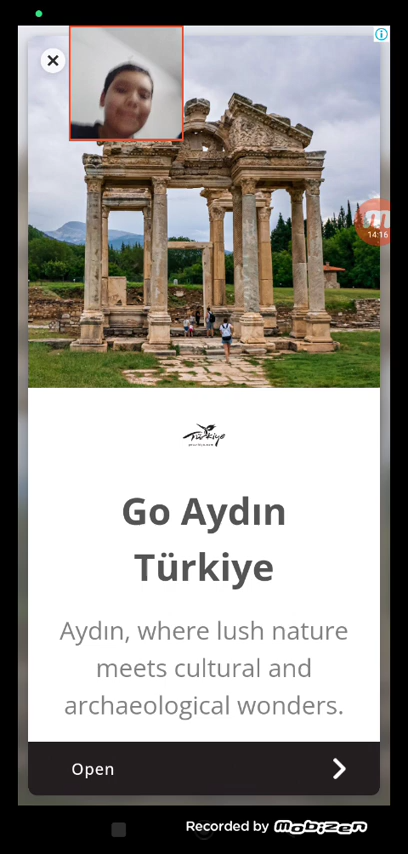 14:16
Türkiye
Go Aydın
Türkiye
Aydın, where lush nature
meets cultural and
archaeological wonders.
Open
Recorded by Mobizen